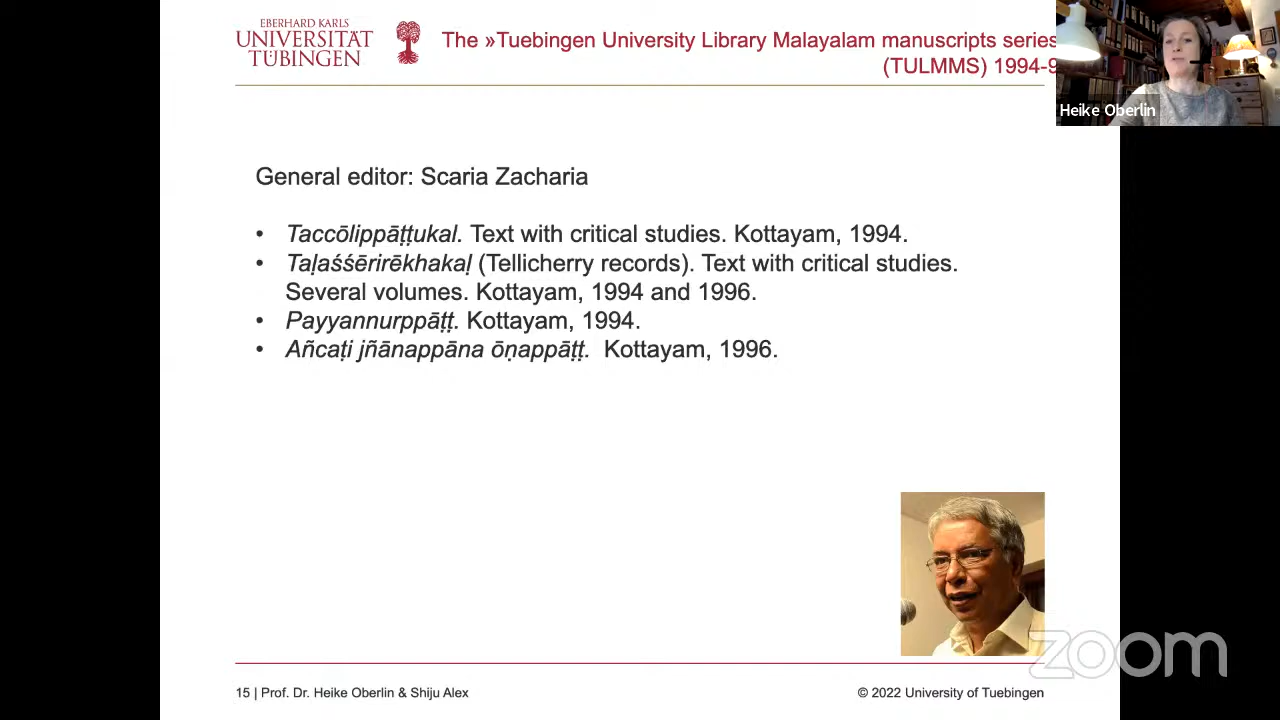 EBERHARD KARLS
UNIVERSITÄT
TÜBINGEN
The »Tuebingen University Library Malayalam manuscripts series
(TULMMS) 1994-9
Heike Oberlin
General editor: Scaria Zacharia
• Taccōlippāṭṭukal. Text with critical studies. Kottayam, 1994.
• Taḷaśśērirēkhakaḷ (Tellicherry records). Text with critical studies.
Several volumes. Kottayam, 1994 and 1996.
• Payyannurppāṭṭ. Kottayam, 1994.
• Añcaṭi jñānappāna ōṇappāṭṭ. Kottayam, 1996.
zoom
15 | Prof. Dr. Heike Oberlin & Shiju Alex
© 2022 University of Tuebingen